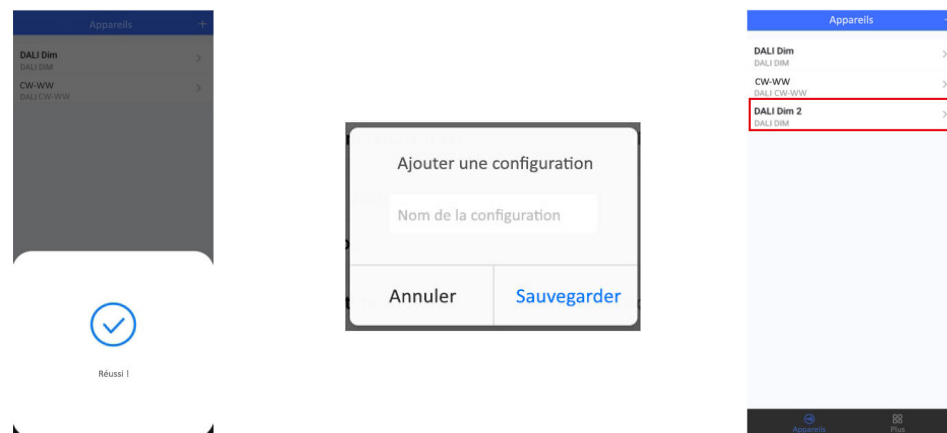 Appareils +
DALI Dim
DALI DIM
CW-WW
DALI CW-WW
Réussi !
Ajouter une configuration
Nom de la configuration
Annuler
Sauvegarder
Appareils
DALI Dim
DALI DIM
CW-WW
DALI CW-WW
DALI Dim 2
DALI DIM
Appareils
Plus